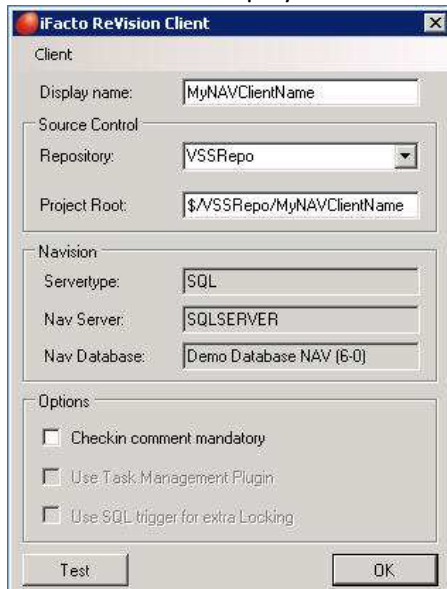 iFacto ReVision Client
Client
Display name: MyNAVClientName
Source Control
Repository: VSSRepo
Project Root: $/VSSRepo/MyNAVClientName
Navision
Servertype: SQL
Nav Server: SQLSERVER
Nav Database: Demo Database NAV (6-0)
Options
Checkin comment mandatory
Use Task Management Plugin
Use SQL trigger for extra Locking
Test OK